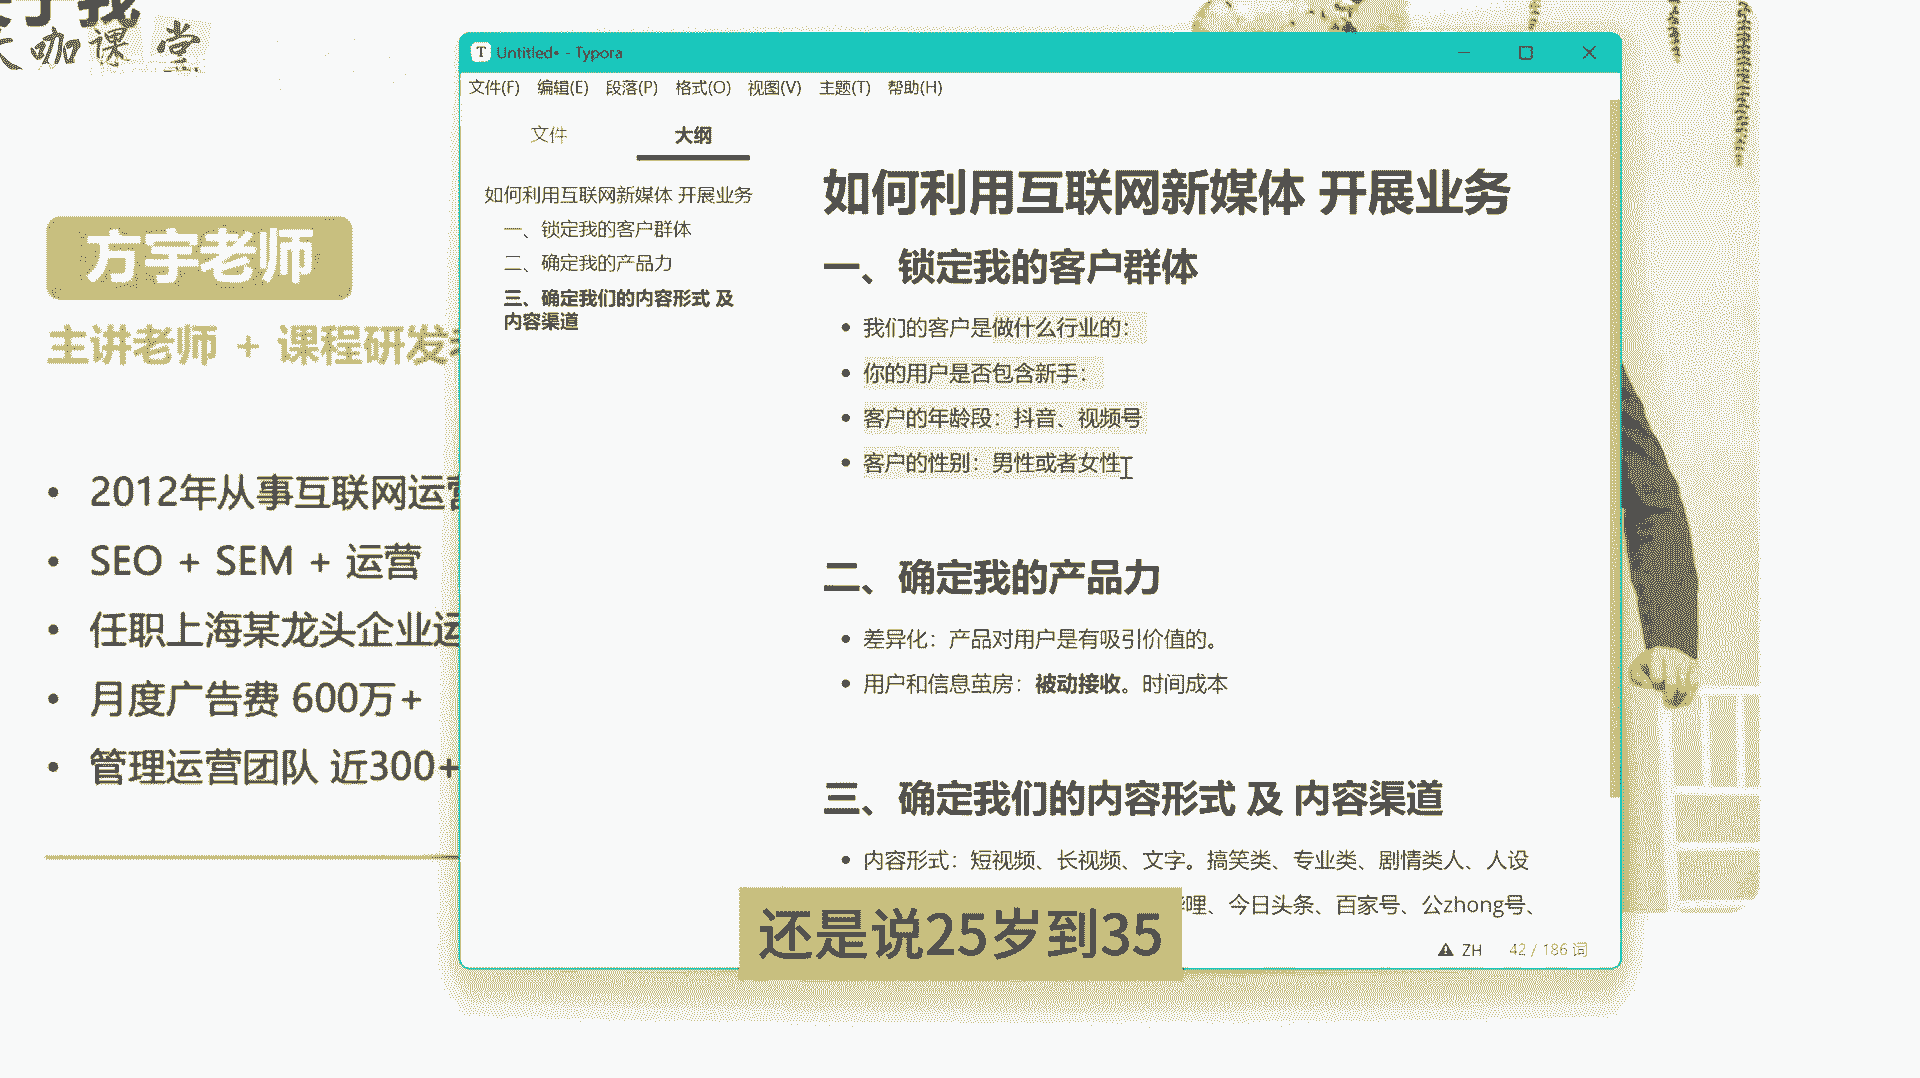 大咖课堂
方宇老师
主讲老师 + 课程研发
2012年从事互联网运营
SEO + SEM + 运营
任职上海某龙头企业运
月度广告费 600万+
管理运营团队 近300+
Untitled• - Typora
文件(F) 编辑(E) 段落(P) 格式(O) 视图(V) 主题(T) 帮助(H)
文件 大纲
如何利用互联网新媒体 开展业务
一、锁定我的客户群体
二、确定我的产品力
三、确定我们的内容形式 及
内容渠道
如何利用互联网新媒体 开展业务
一、锁定我的客户群体
我们的客户是做什么行业的：
你的用户是否包含新手：
客户的年龄段：抖音、视频号
客户的性别：男性或者女性
二、确定我的产品力
差异化：产品对用户是有吸引价值的。
用户和信息茧房：被动接收。时间成本
三、确定我们的内容形式 及 内容渠道
内容形式：短视频、长视频、文字。搞笑类、专业类、剧情类人、人设
哩、今日头条、百家号、公zhong号、
ZH 42 / 186 词
还是说25岁到35